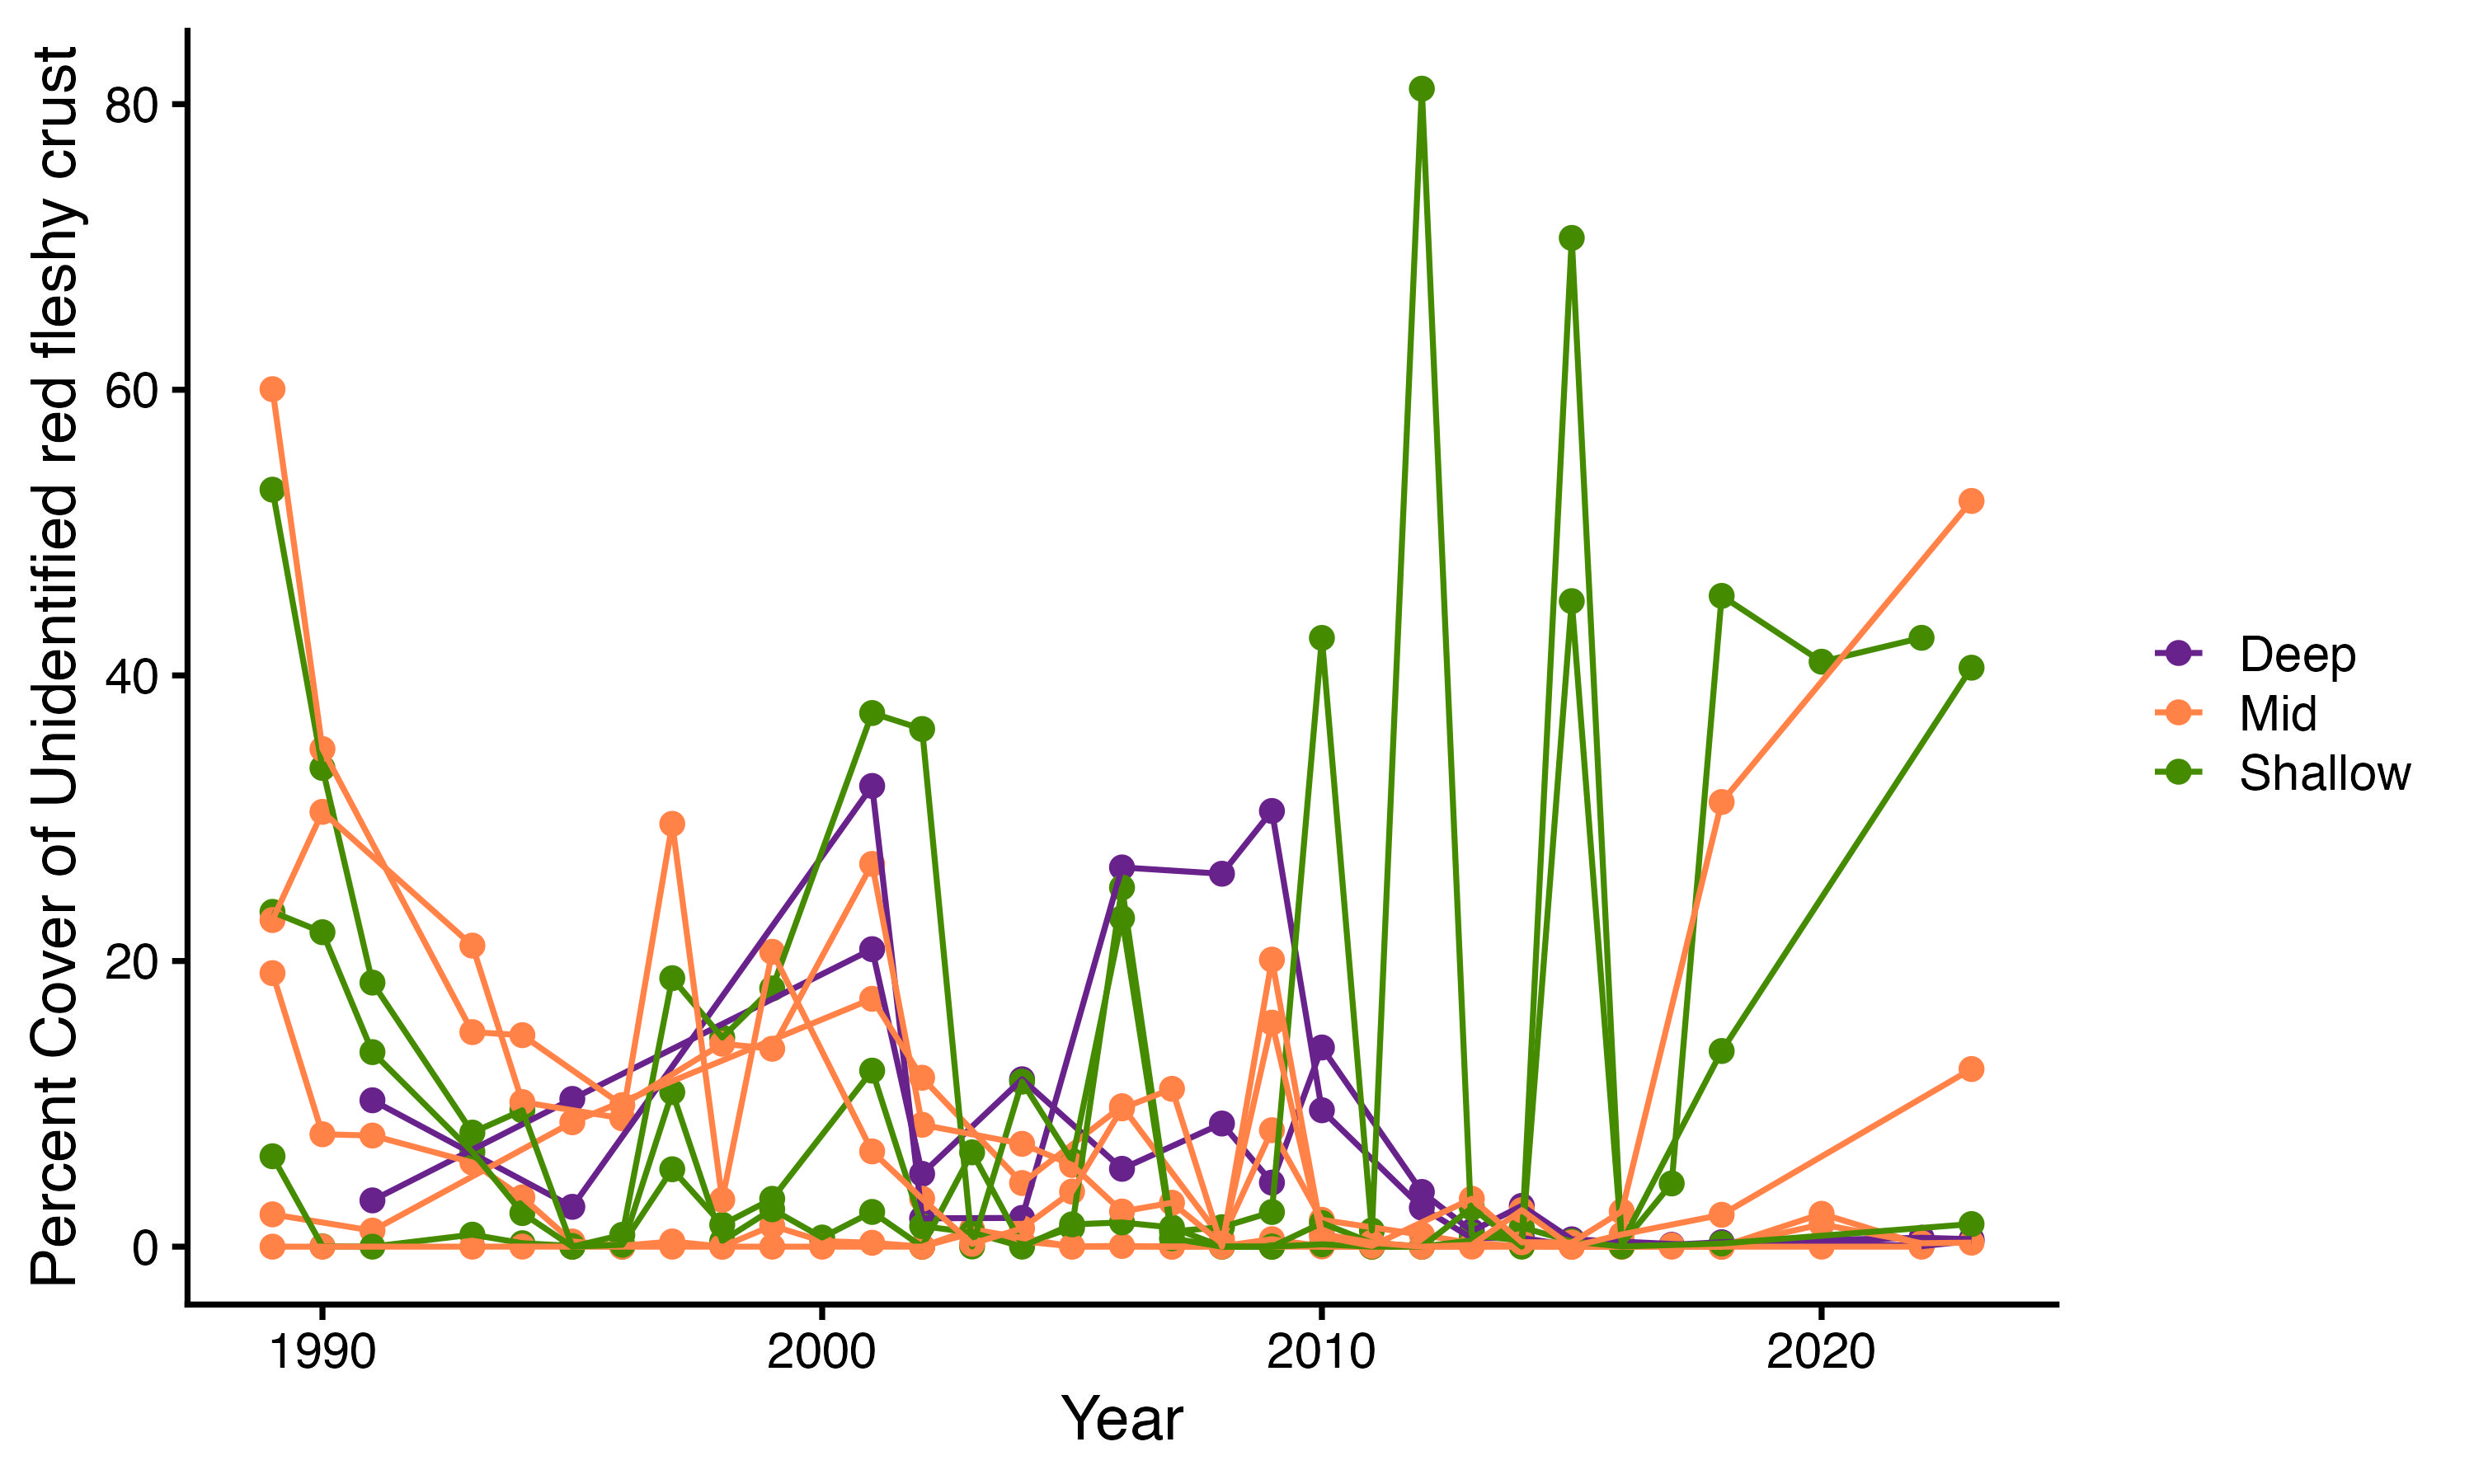 Percent Cover of Unidentified red fleshy crust
80
60
40
20
0
1990 2000 2010 2020
Year
Deep
Mid
Shallow